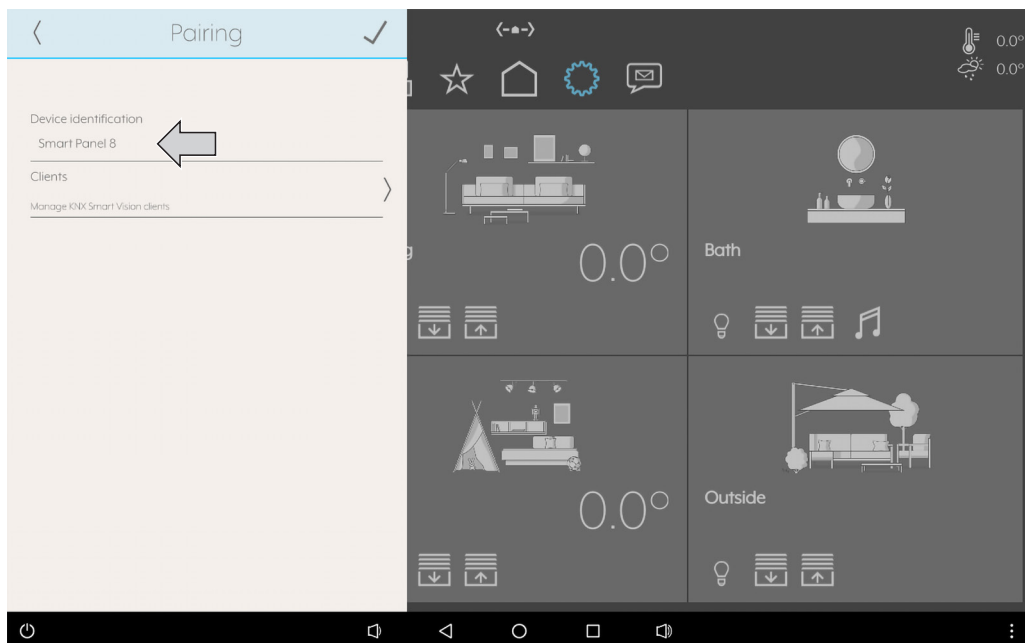 Pairing
0.0°
0.0°
Device identification
Smart Panel 8
Clients
Manage KNX Smart Vision clients
g
0.0°
Bath
0.0°
Outside